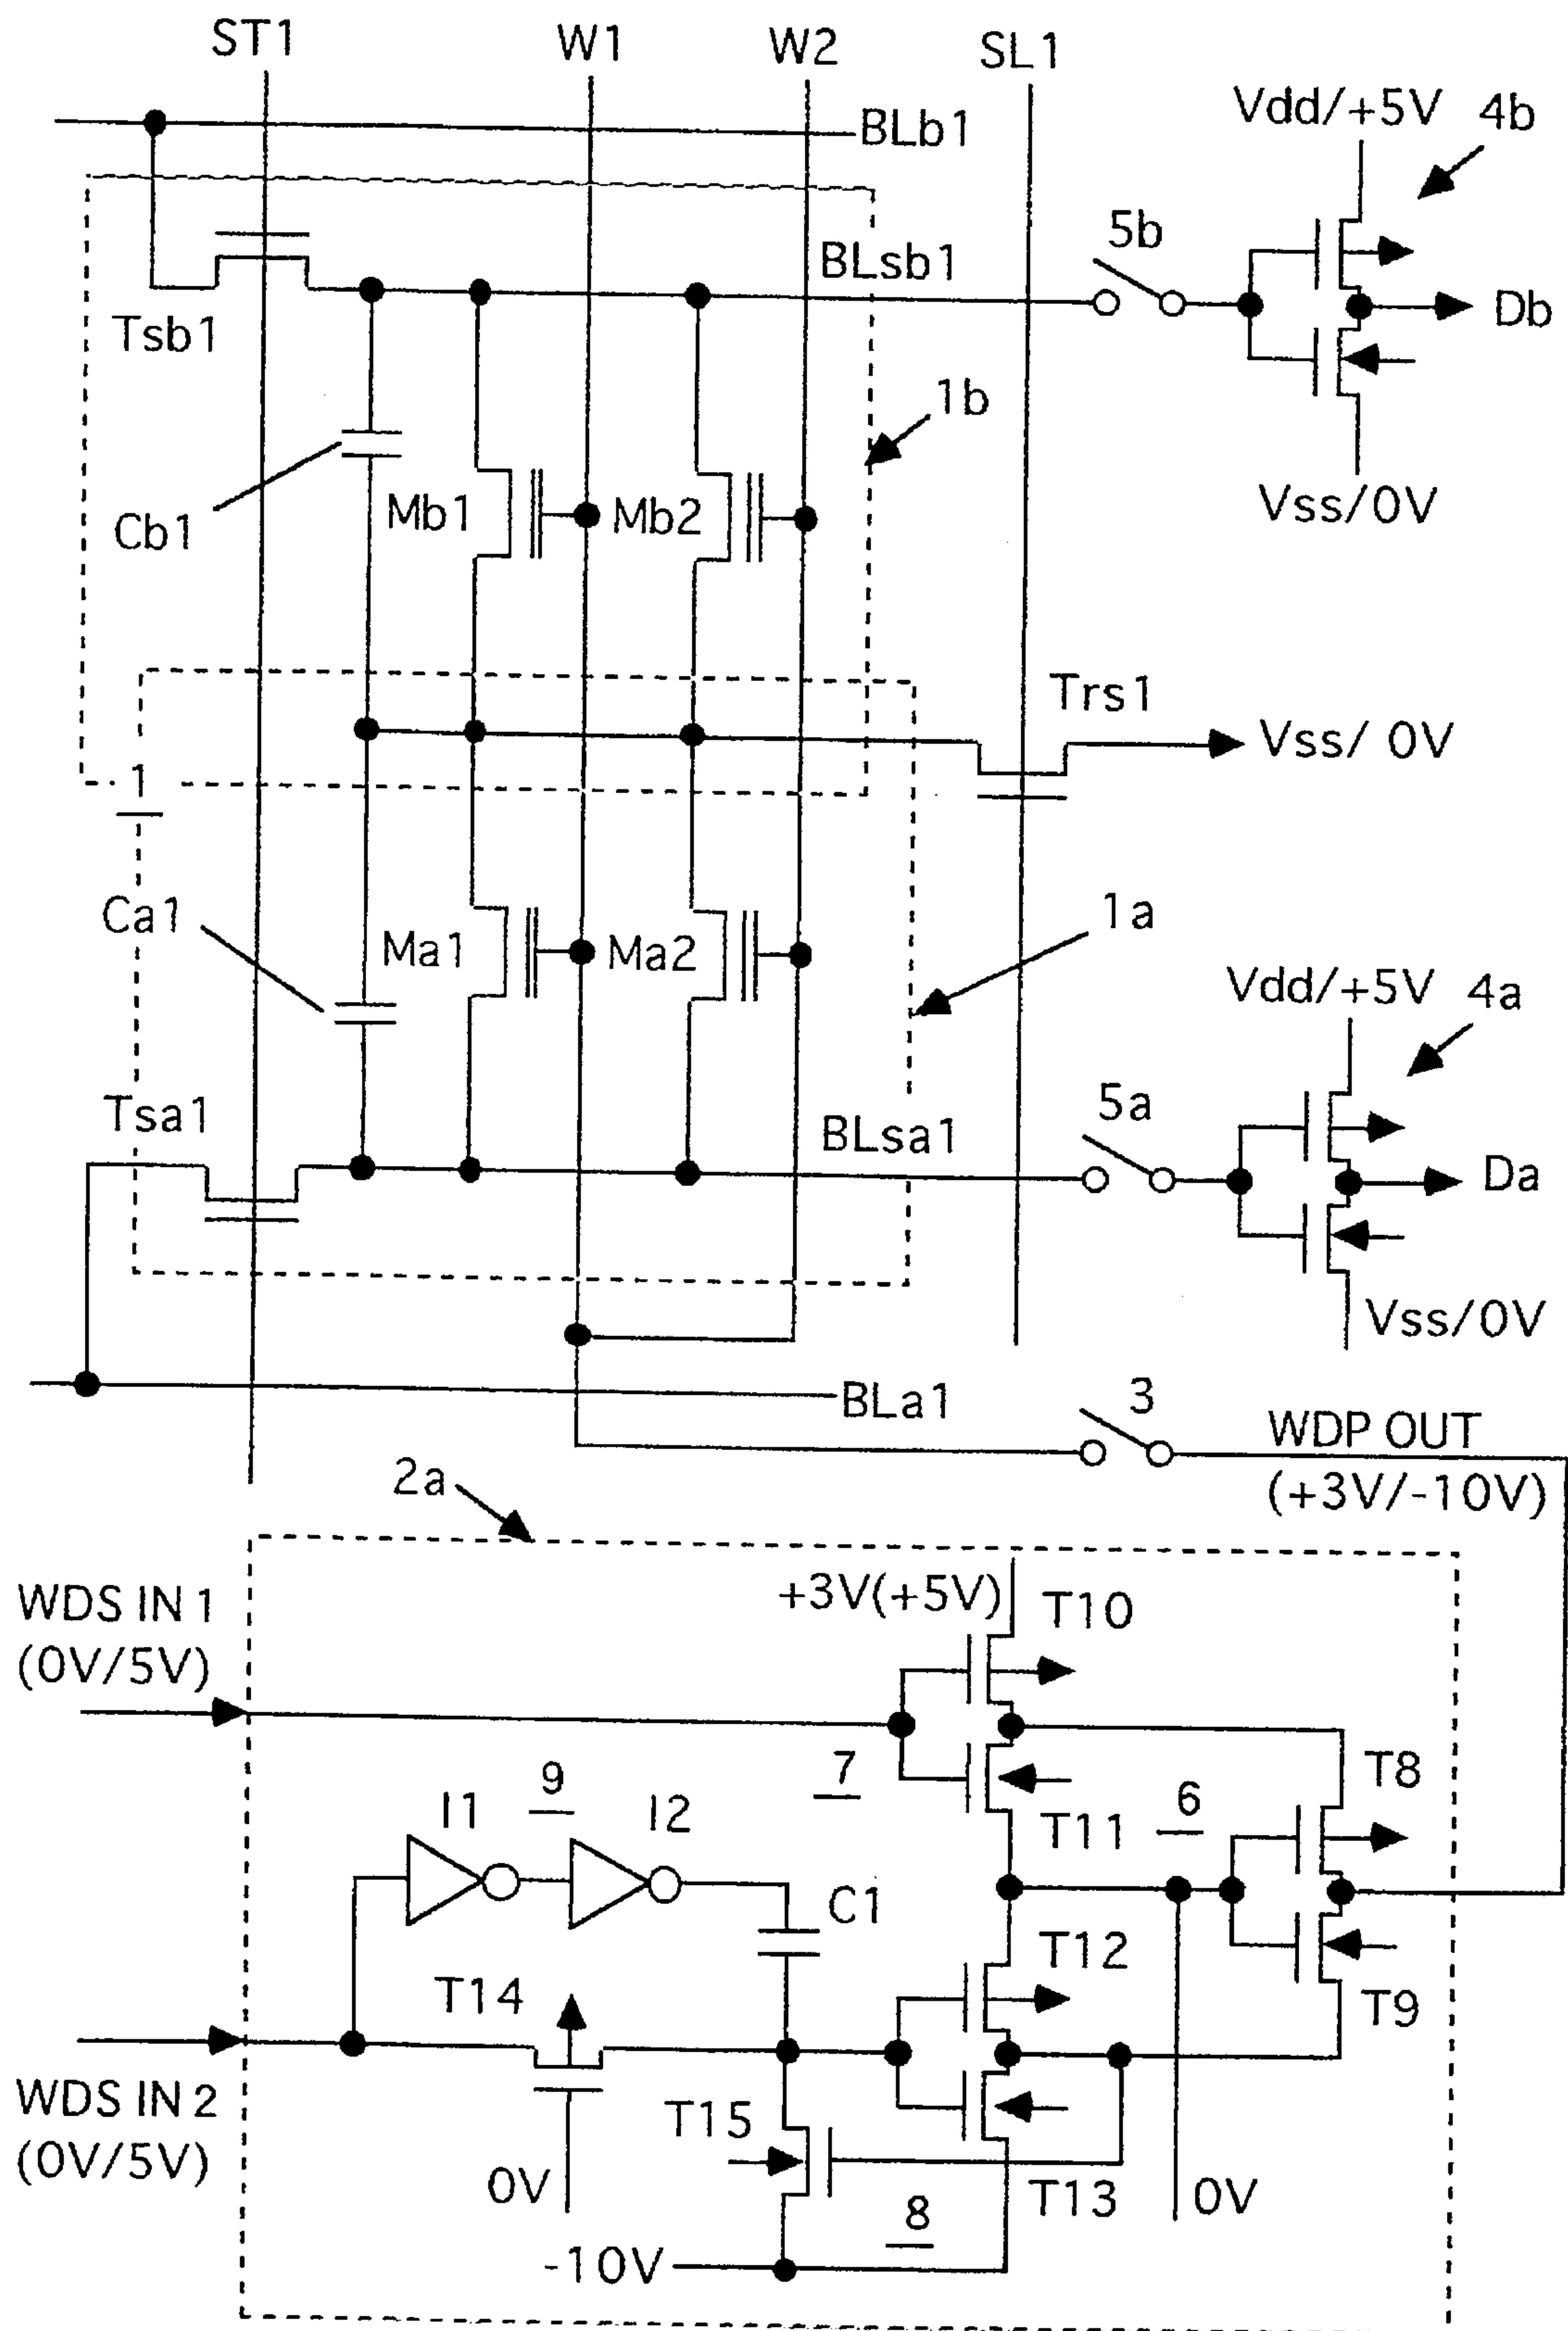 ST1
W1
W2
SL1
BLb1
Vdd/+5V
4b
5b
BLsb1
Db
Tsb1
1b
Cb1
Mb1
Mb2
Vss/0V
Trs1
Vss/ 0V
1
Ca1
Ma1
Ma2
1a
Vdd/+5V
4a
Tsa1
5a
BLsa1
Da
Vss/0V
BLa1
3
WDP OUT
(+3V/-10V)
2a
WDS IN 1
(0V/5V)
+3V(+5V)
T10
7
T8
9
I1
I2
T11
6
C1
T12
T14
T9
WDS IN 2
(0V/5V)
T15
0V
T13
0V
8
-10V